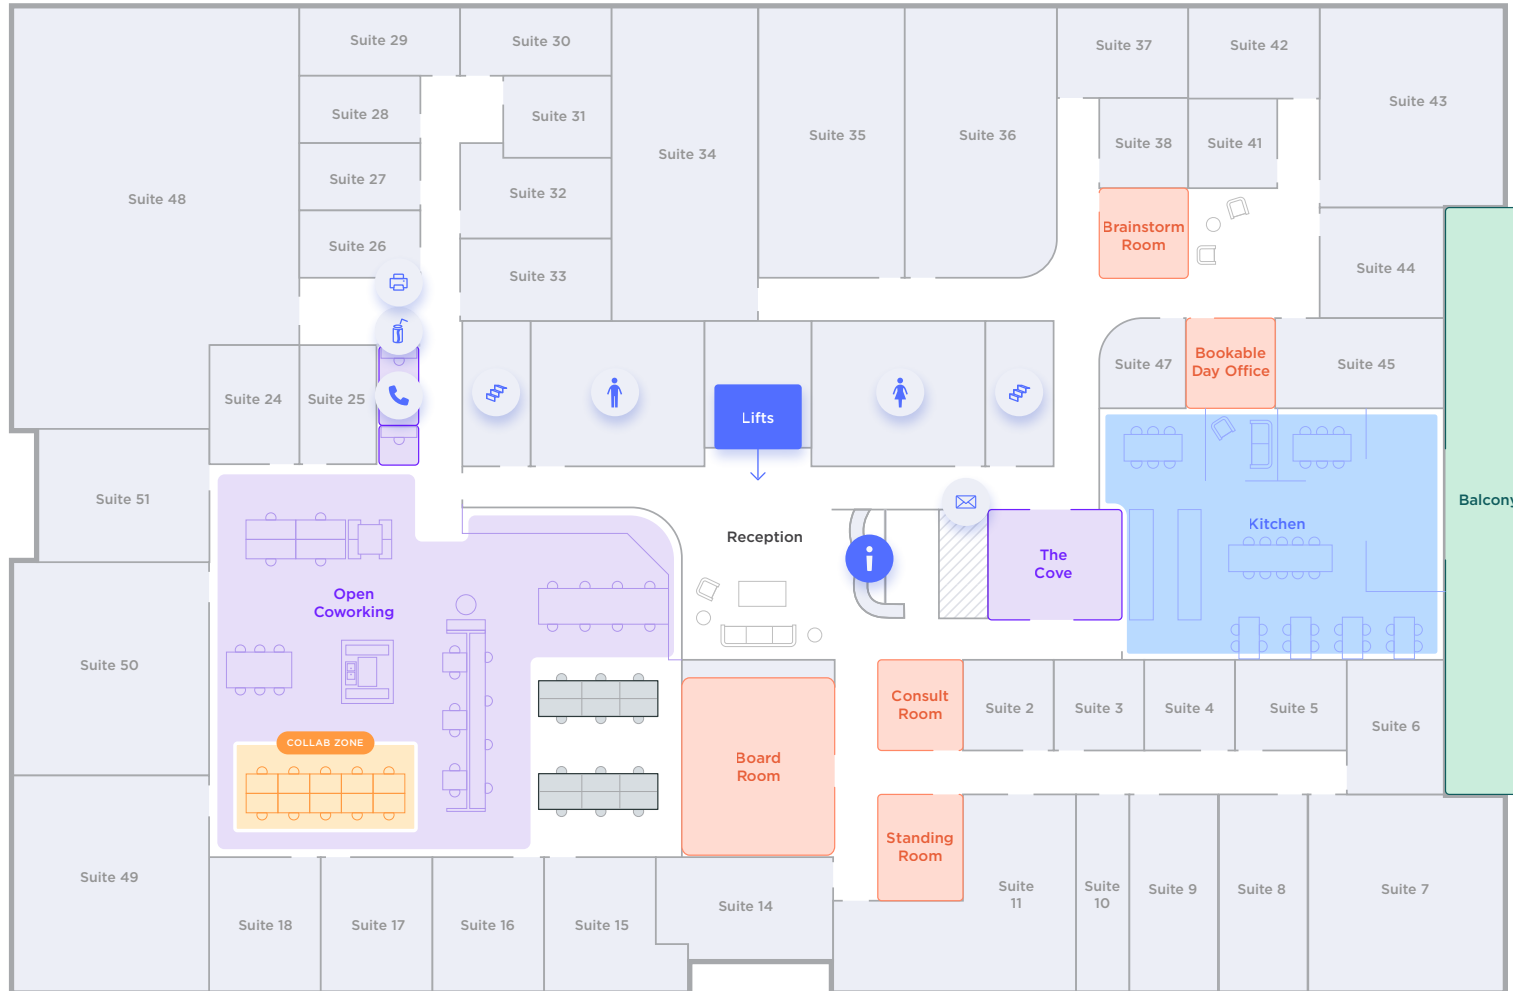 Suite 29
Suite 30
Suite 37
Suite 42
Suite 28
Suite 31
Suite 43
Suite 35
Suite 36
Suite 38
Suite 41
Suite 34
Suite 27
Suite 32
Suite 48
Brainstorm
Room
Suite 26
Suite 33
Suite 44
Suite 47
Bookable
Day Office
Suite 45
Suite 24
Suite 25
Lifts
Suite 51
Balcony
Kitchen
Reception
The
Cove
Open
Coworking
Suite 50
Consult
Room
Suite 2
Suite 3
Suite 4
Suite 5
Suite 6
COLLAB ZONE
Board
Room
Standing
Room
Suite 49
Suite
11
Suite
10
Suite 9
Suite 8
Suite 7
Suite 14
Suite 18
Suite 17
Suite 16
Suite 15